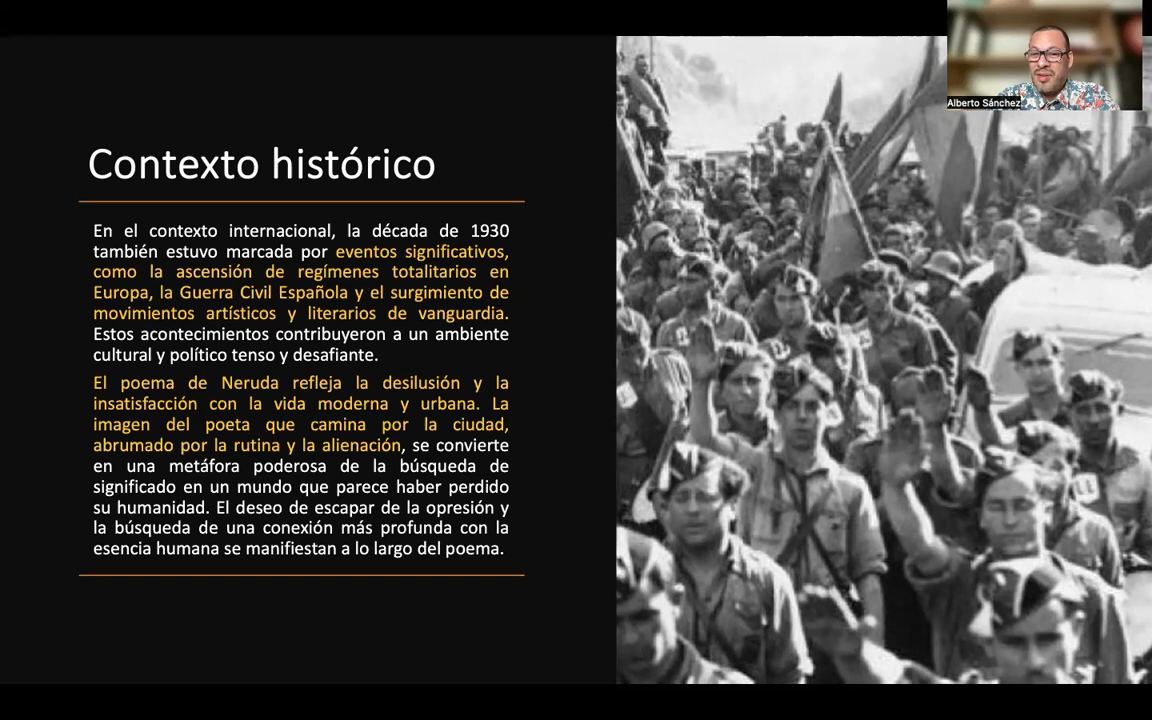 Alberto Sánchez
Contexto histórico
En el contexto internacional, la década de 1930
también estuvo marcada por eventos significativos,
como la ascensión de regímenes totalitarios en
Europa, la Guerra Civil Española y el surgimiento de
movimientos artísticos y literarios de vanguardia.
Estos acontecimientos contribuyeron a un ambiente
cultural y político tenso y desafiante.
El poema de Neruda refleja la desilusión y la
insatisfacción con la vida moderna y urbana. La
imagen del poeta que camina por la ciudad,
abrumado por la rutina y la alienación, se convierte
en una metáfora poderosa de la búsqueda de
significado en un mundo que parece haber perdido
su humanidad. El deseo de escapar de la opresión y
la búsqueda de una conexión más profunda con la
esencia humana se manifiestan a lo largo del poema.